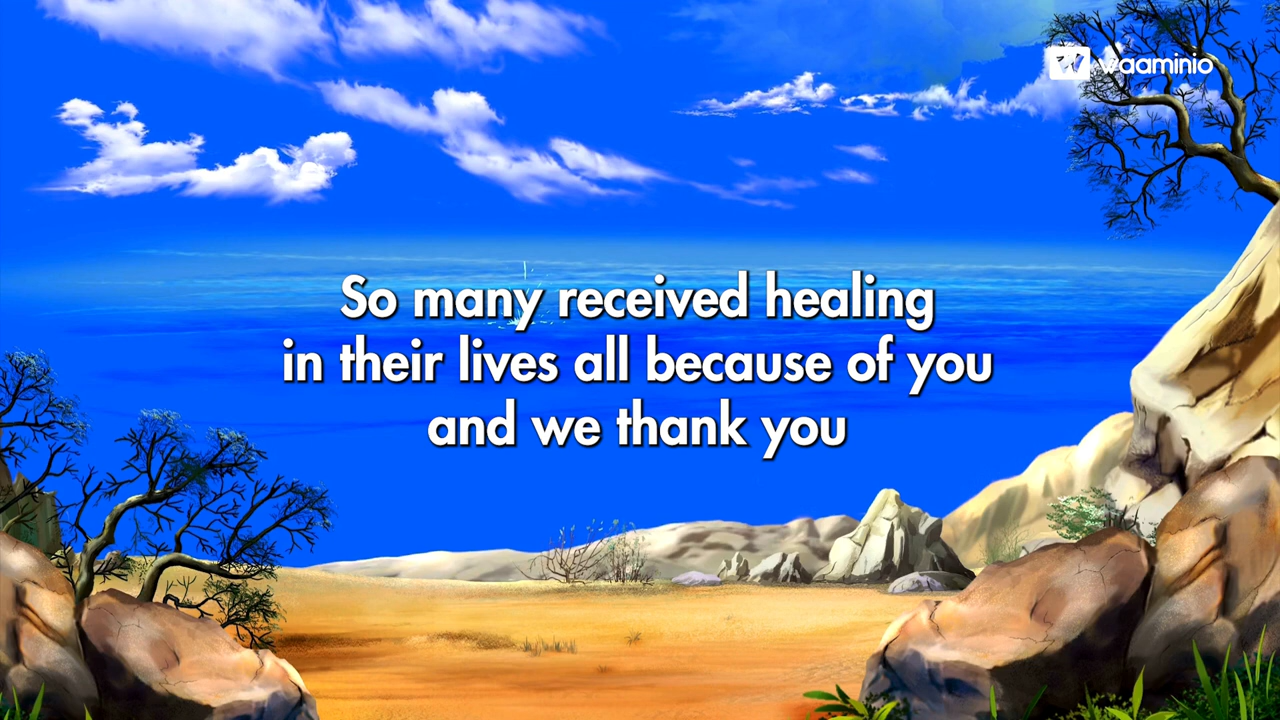 waaminio
So many received healing
in their lives all because of you
and we thank you